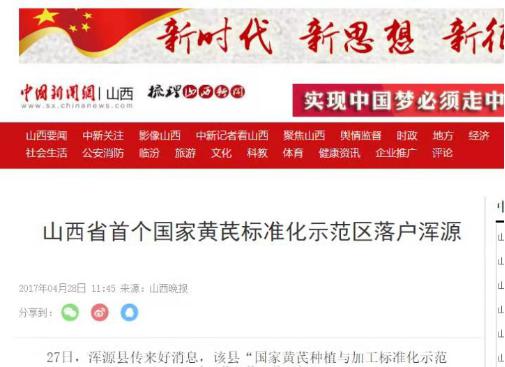 新时代 新思想 新征
中国新闻网|山西 梳理山西新闻
www.sx.chinanews.com
实现中国梦必须走中
山西要闻 中新关注 影像山西 中新记者看山西 聚焦山西 舆情监督 时政 地方 经济
社会生活 公安消防 临汾 旅游 文化 科教 体育 健康资讯 企业推广 评论
山西省首个国家黄芪标准化示范区落户浑源
2017年04月28日 11:45 来源：山西晚报
分享到：
27日，浑源县传来好消息，该县“国家黄芪种植与加工标准化示范